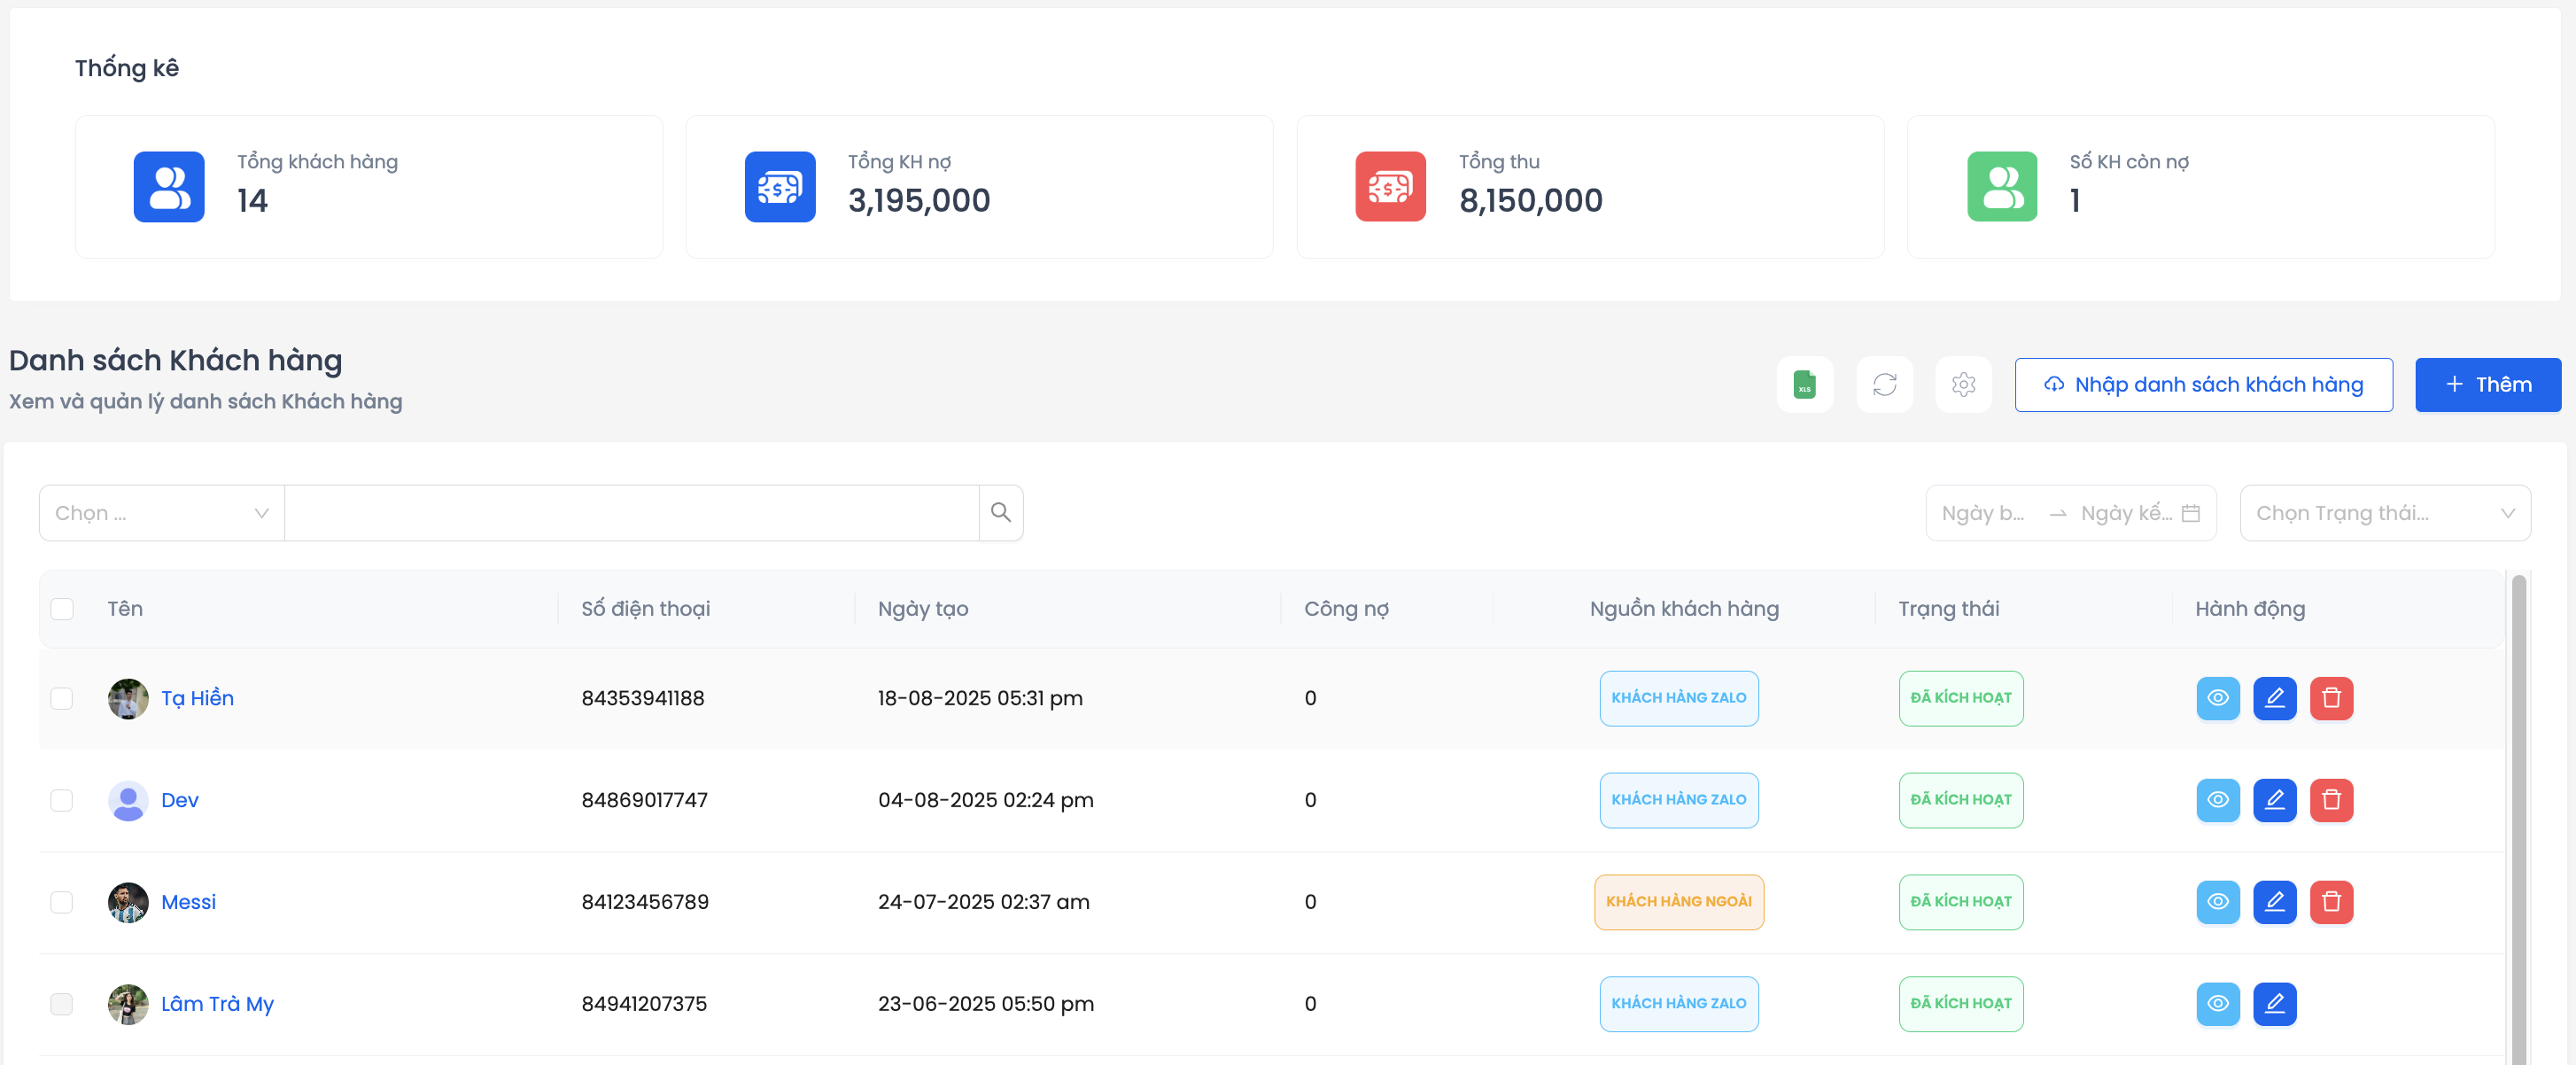 Thống kê
Tổng khách hàng
14
Tổng KH nợ
3,195,000
Tổng thu
8,150,000
Số KH còn nợ
1
Danh sách Khách hàng
Xem và quản lý danh sách Khách hàng
XLS
Nhập danh sách khách hàng
+ Thêm
Chọn ...
Ngày b... → Ngày kế...
Chọn Trạng thái...
Tên Số điện thoại Ngày tạo Công nợ Nguồn khách hàng Trạng thái Hành động
Tạ Hiền 84353941188 18-08-2025 05:31 pm 0 KHÁCH HÀNG ZALO ĐÃ KÍCH HOẠT
Dev 84869017747 04-08-2025 02:24 pm 0 KHÁCH HÀNG ZALO ĐÃ KÍCH HOẠT
Messi 84123456789 24-07-2025 02:37 am 0 KHÁCH HÀNG NGOÀI ĐÃ KÍCH HOẠT
Lâm Trà My 84941207375 23-06-2025 05:50 pm 0 KHÁCH HÀNG ZALO ĐÃ KÍCH HOẠT